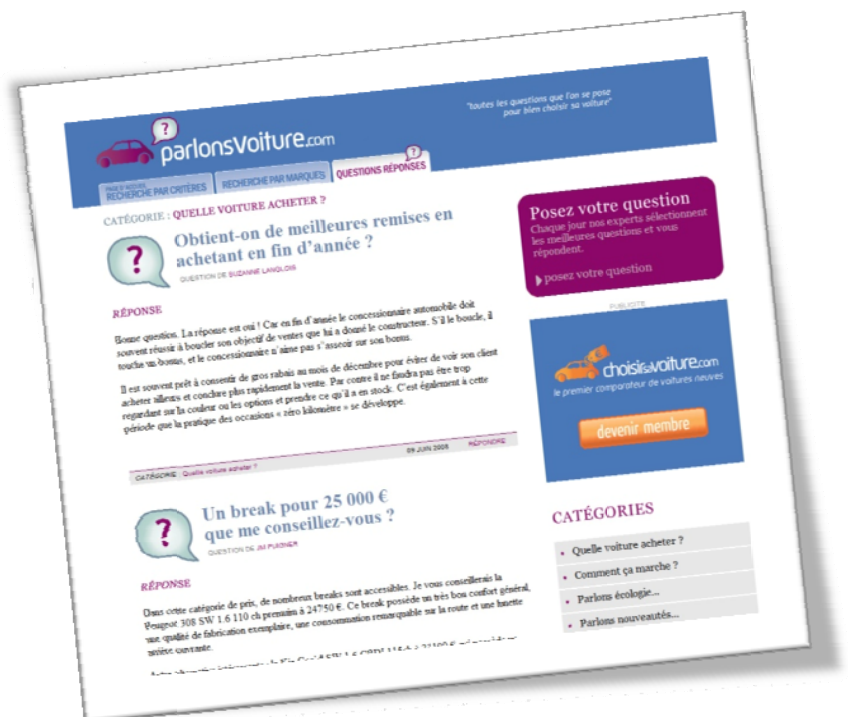 ?
parlonsVoiture.com
"toutes les questions que l'on se pose
pour bien choisir sa voiture"
RECHERCHE PAR CRITÈRES
RECHERCHE PAR MARQUES
QUESTIONS RÉPONSES
?
CATÉGORIE : QUELLE VOITURE ACHETER ?
?
Obtient-on de meilleures remises en
achetant en fin d'année ?
QUESTION DE SUZANNE LANGLOIS
RÉPONSE
Bonne question. La réponse est oui ! Car en fin d'année le concessionnaire automobile doit
souvent réussir à boucler son objectif de ventes que lui a donné le constructeur. S'il le boucle, il
touche un bonus, et le concessionnaire n'aime pas s'asseoir sur son bonus.
Il est souvent prêt à consentir de gros rabais au mois de décembre pour éviter de voir son client
acheter ailleurs et conclure plus rapidement la vente. Par contre il ne faudra pas être trop
regardant sur la couleur ou les options et prendre ce qu'il a en stock. C'est également à cette
période que la pratique des occasions « zéro kilomètre » se développe.
CATÉGORIE : Quelle voiture acheter ?
09 JUIN 2008
RÉPONDRE
?
Un break pour 25 000 €
que me conseillez-vous ?
QUESTION DE JM
RÉPONSE
Dans cette catégorie de prix, de nombreux breaks sont accessibles. Je vous conseillerais la
Peugeot 308 SW 1.6 110 ch premium à 24750 €. Ce break possède un très bon confort général,
une qualité de fabrication exemplaire, une consommation remarquable sur la route et une lunette
arrière ouvrante.
Posez votre question
Chaque jour nos experts sélectionnent
les meilleures questions et vous
répondent.
posez votre question
PUBLICITÉ
choisirsavoiture.com
le premier comparateur de voitures neuves
devenir membre
CATÉGORIES
• Quelle voiture acheter ?
• Comment ça marche ?
• Parlons écologie...
• Parlons nouveautés...